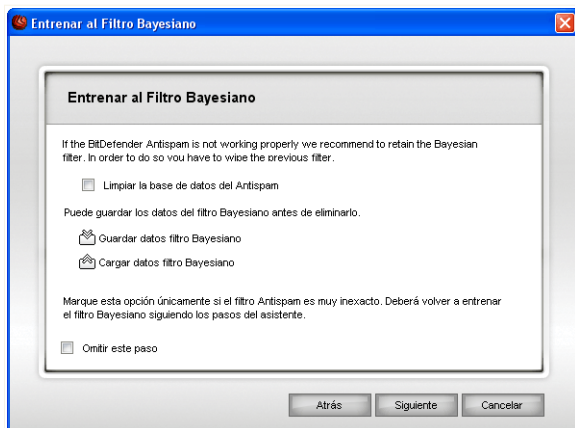 Entrenar al Filtro Bayesiano
Entrenar al Filtro Bayesiano
If the BitDefender Antispam is not working properly we recommend to retain the Bayesian
filter. In order to do so you have to wipe the previous filter.
Limpiar la base de datos del Antispam
Puede guardar los datos del filtro Bayesiano antes de eliminarlo.
Guardar datos filtro Bayesiano
Cargar datos filtro Bayesiano
Marque esta opción únicamente si el filtro Antispam es muy inexacto. Deberá volver a entrenar
el filtro Bayesiano siguiendo los pasos del asistente.
Omitir este paso
Atrás
Siguiente
Cancelar